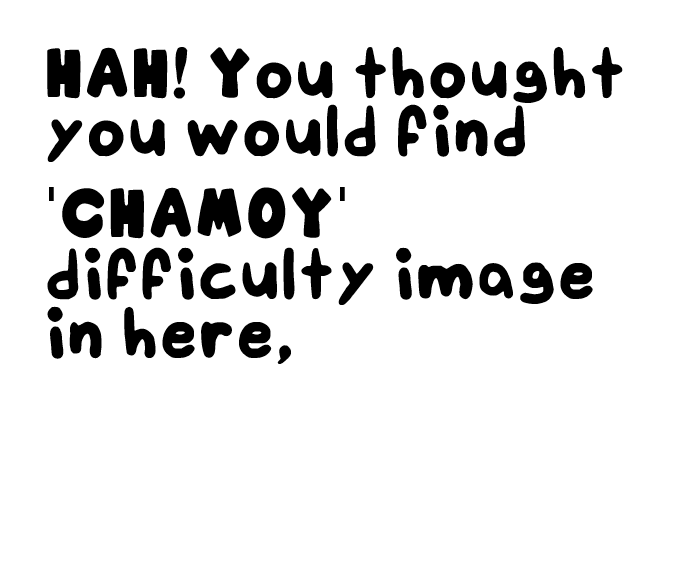 HAH! You thought
you would find
'CHAMOY'
difficulty image
in here,